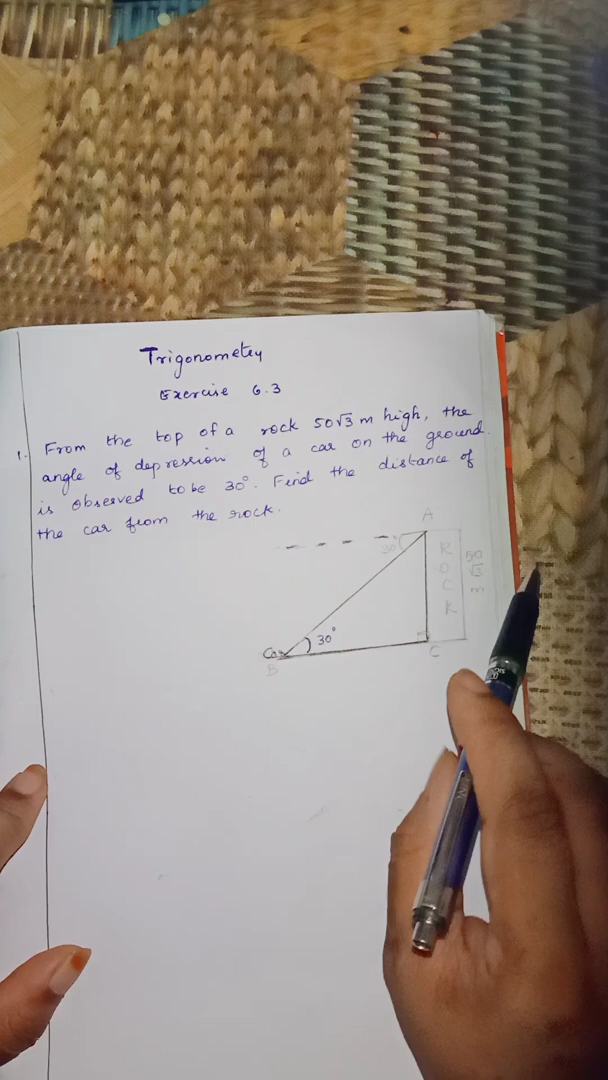 Trigonometry
Exercise 6.3
1. From the top of a rock 50√3 m high, the
angle of depression of a car on the ground
is observed to be 30°. Find the distance of
the car from the rock.
A
30°
ROCK
50√3 m
30°
Car
B
C